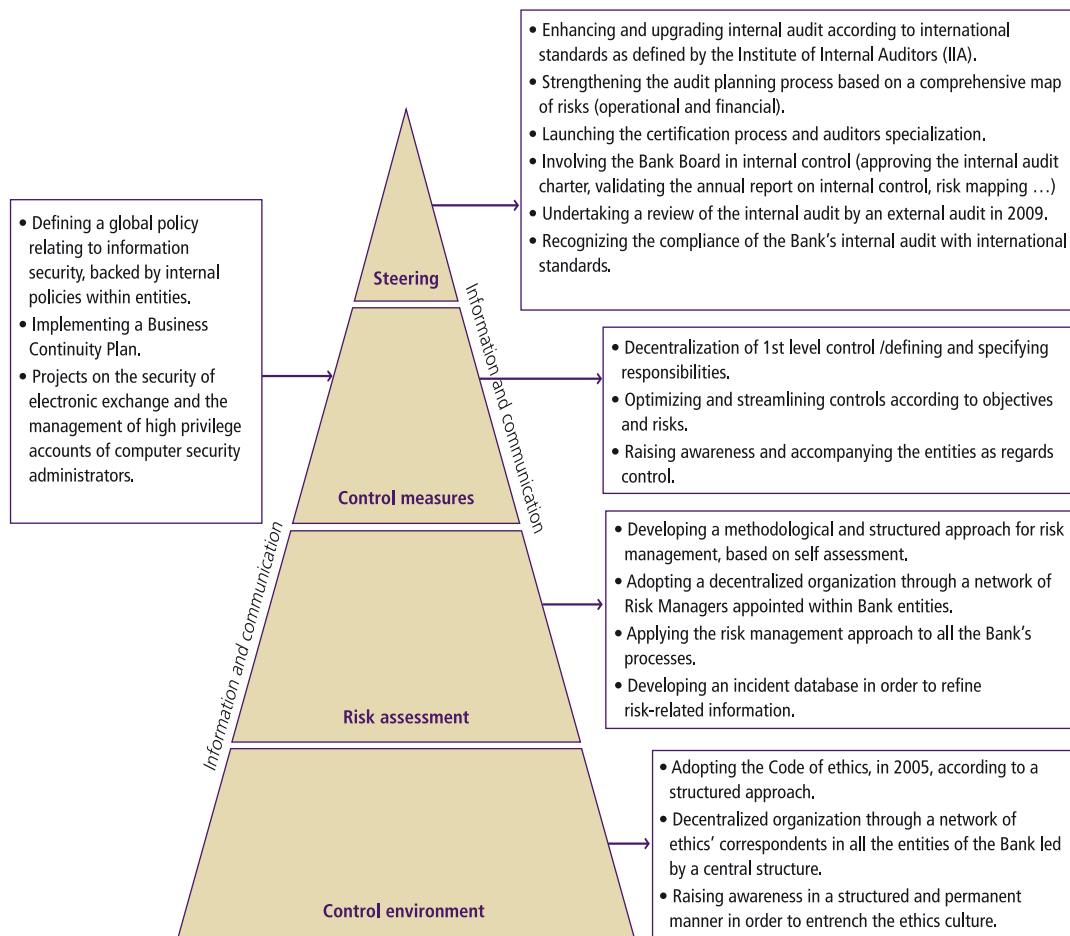 • Enhancing and upgrading internal audit according to international
standards as defined by the Institute of Internal Auditors (IIA).
• Strengthening the audit planning process based on a comprehensive map
of risks (operational and financial).
• Launching the certification process and auditors specialization.
• Involving the Bank Board in internal control (approving the internal audit
charter, validating the annual report on internal control, risk mapping …)
• Undertaking a review of the internal audit by an external audit in 2009.
• Recognizing the compliance of the Bank's internal audit with international
standards.
• Defining a global policy
relating to information
security, backed by internal
policies within entities.
• Implementing a Business
Continuity Plan.
• Projects on the security of
electronic exchange and the
management of high privilege
accounts of computer security
administrators.
Steering
Information and communication
• Decentralization of 1st level control /defining and specifying
responsibilities.
• Optimizing and streamlining controls according to objectives
and risks.
• Raising awareness and accompanying the entities as regards
control.
Control measures
Information and communication
• Developing a methodological and structured approach for risk
management, based on self assessment.
• Adopting a decentralized organization through a network of
Risk Managers appointed within Bank entities.
• Applying the risk management approach to all the Bank's
processes.
• Developing an incident database in order to refine
risk-related information.
Risk assessment
• Adopting the Code of ethics, in 2005, according to a
structured approach.
• Decentralized organization through a network of
ethics' correspondents in all the entities of the Bank led
by a central structure.
• Raising awareness in a structured and permanent
manner in order to entrench the ethics culture.
Control environment